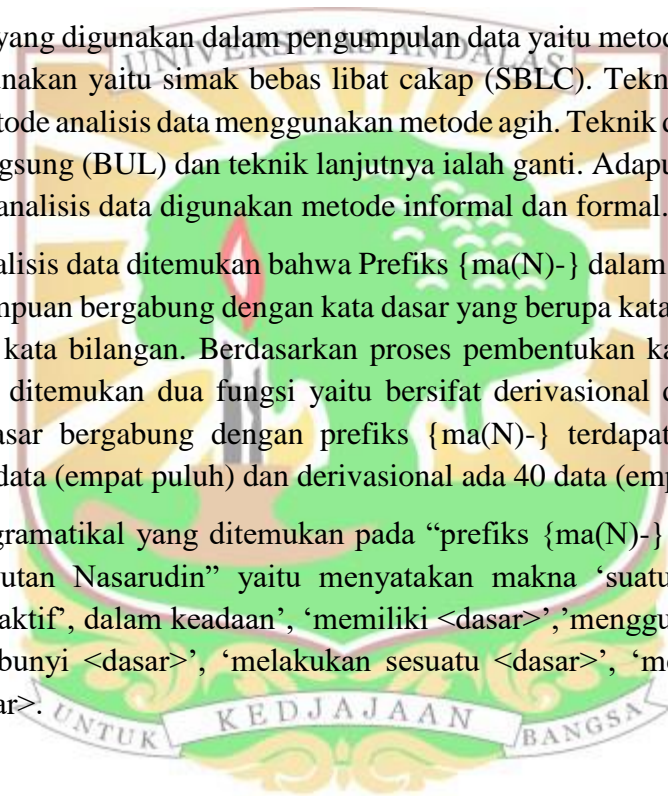 yang digunakan dalam pengumpulan data yaitu metod
UNIVERSITAS ANDALAS
unakan yaitu simak bebas libat cakap (SBLC). Tekn
tode analisis data menggunakan metode agih. Teknik d
gsung (BUL) dan teknik lanjutnya ialah ganti. Adapu
analisis data digunakan metode informal dan formal.
alisis data ditemukan bahwa Prefiks {ma(N)-} dalam
mpuan bergabung dengan kata dasar yang berupa kata
kata bilangan. Berdasarkan proses pembentukan ka
ditemukan dua fungsi yaitu bersifat derivasional d
asar bergabung dengan prefiks {ma(N)-} terdapat
data (empat puluh) dan derivasional ada 40 data (emp
gramatikal yang ditemukan pada “prefiks {ma(N)-}
utan Nasarudin” yaitu menyatakan makna ‘suatu
aktif’, dalam keadaan’, ‘memiliki <dasar>’,’menggu
bunyi <dasar>’, ‘melakukan sesuatu <dasar>’, ‘me
ar>.
UNTUK KEDJAJAAN BANGSA